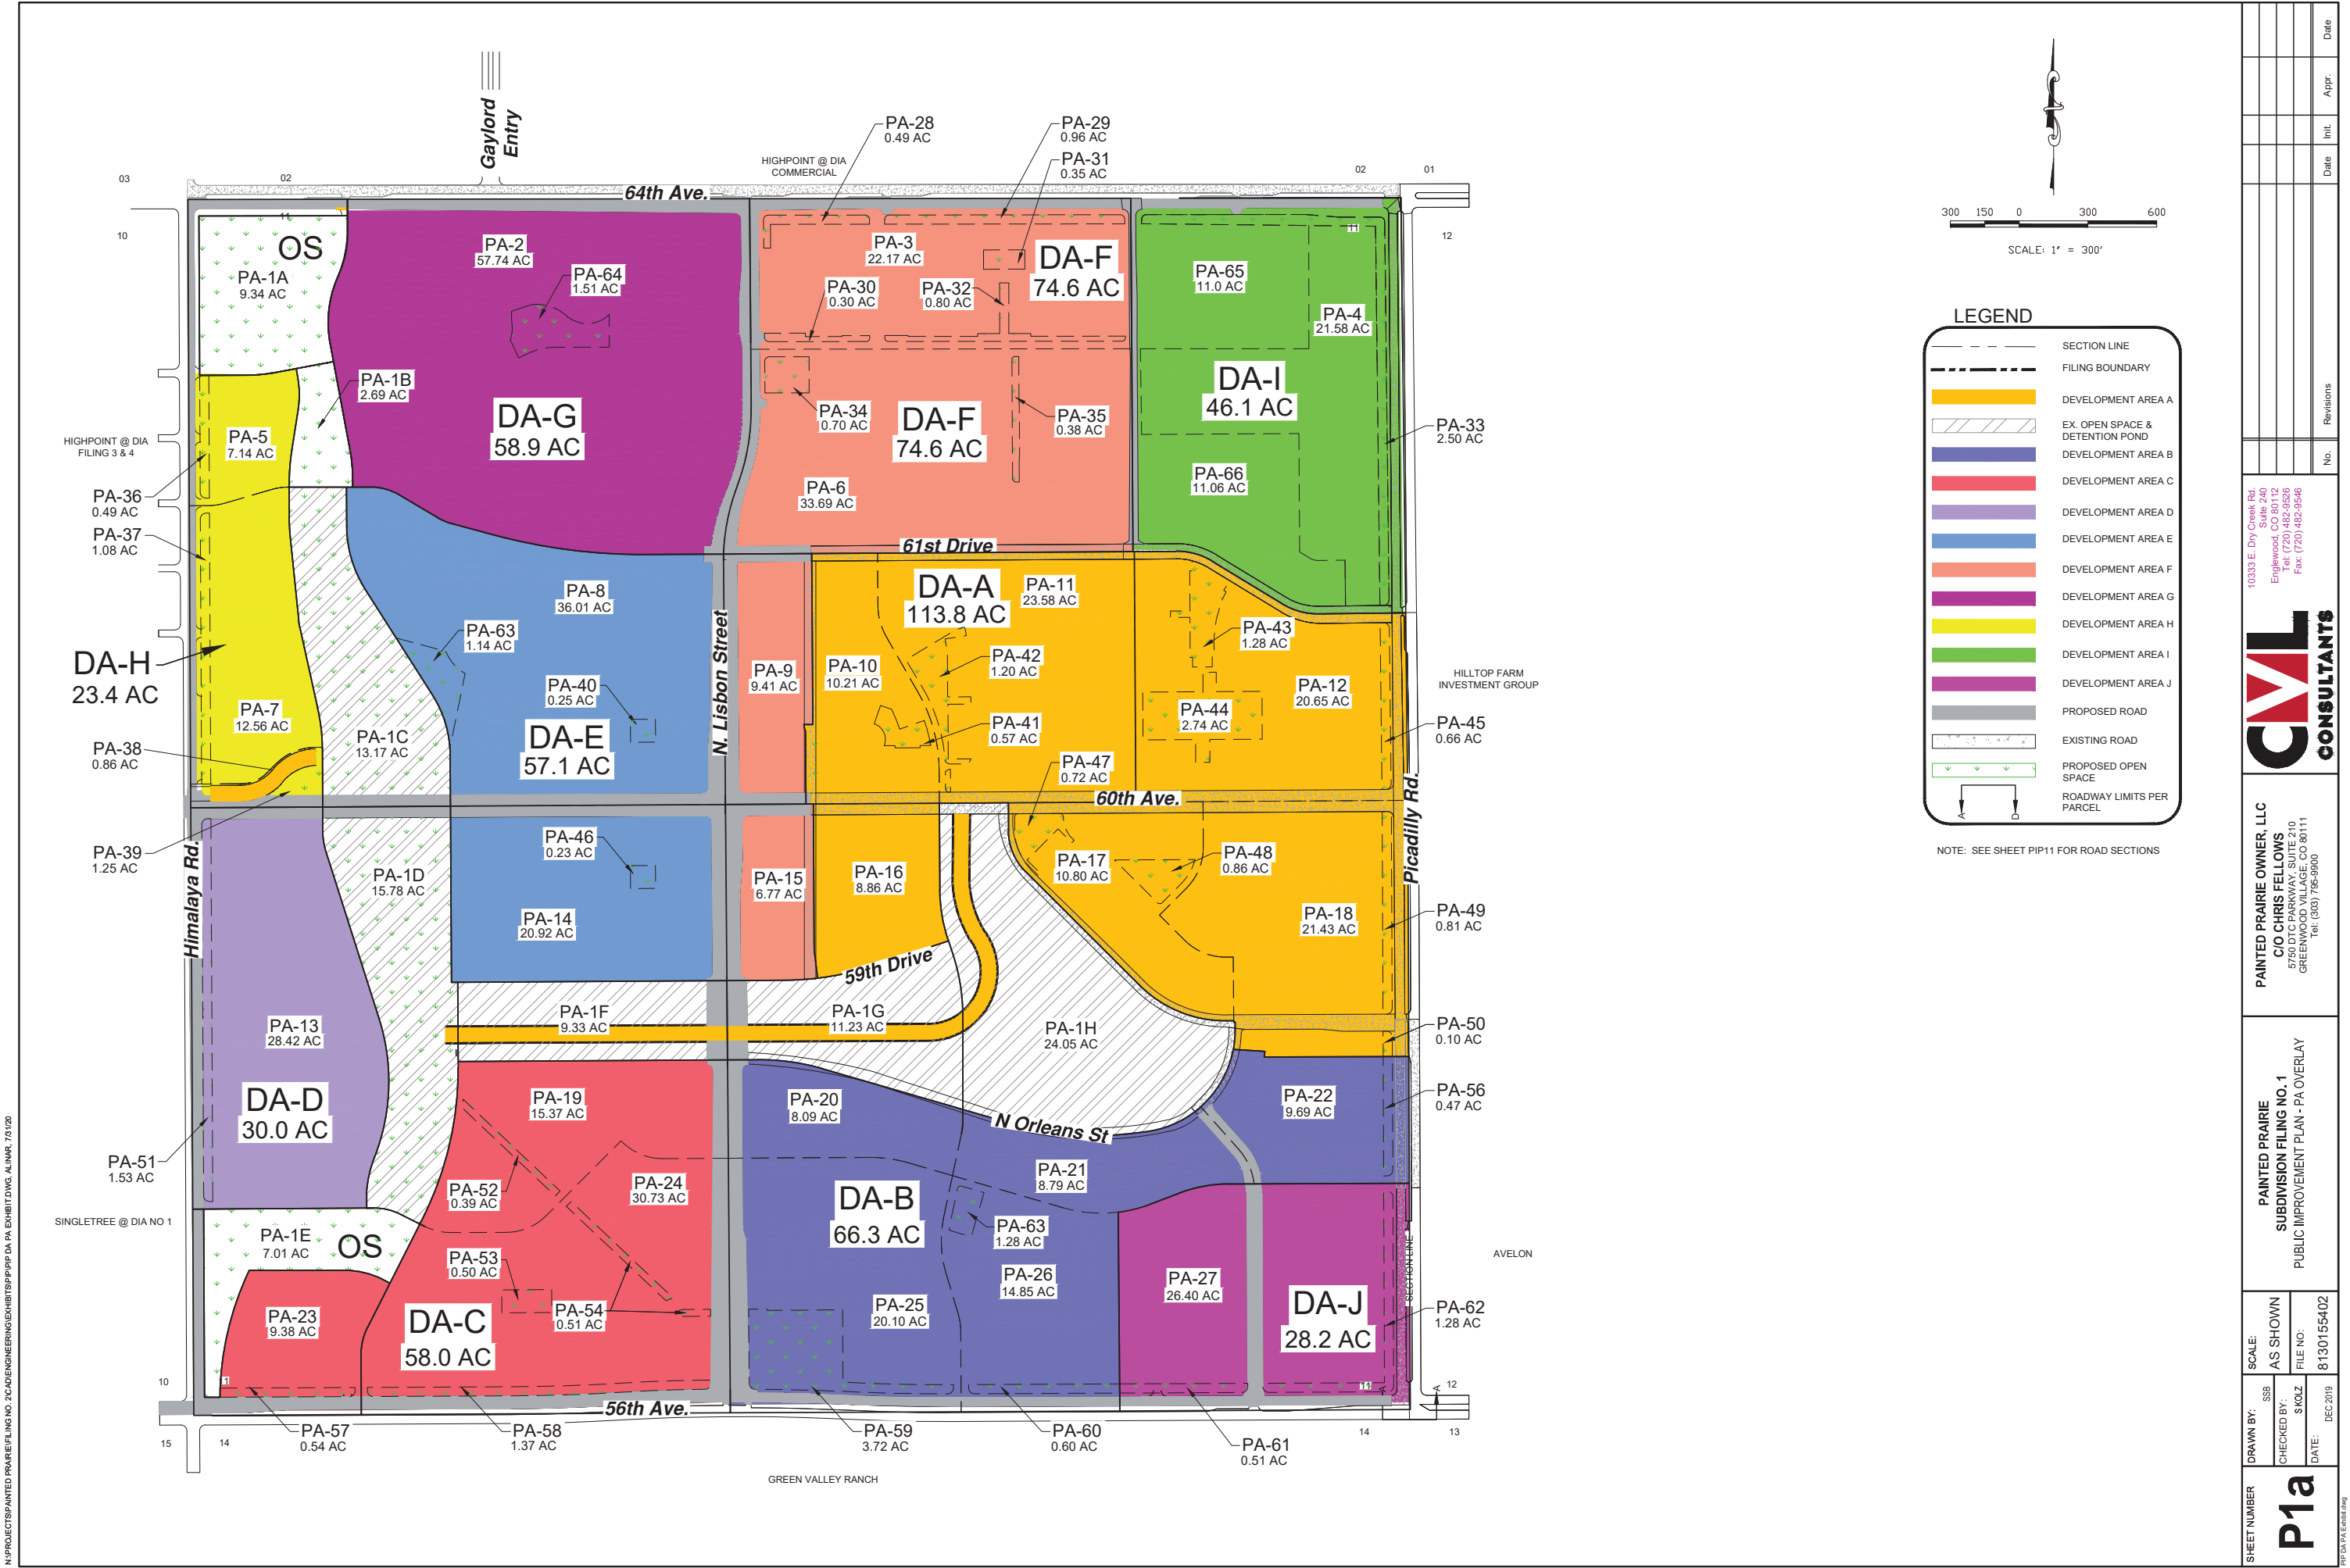 Gaylord
Entry
PA-28
0.49 AC
PA-29
0.96 AC
PA-31
0.35 AC
HIGHPOINT @ DIA
COMMERCIAL
03
02
02
01
64th Ave.
10
11
OS
PA-1A
9.34 AC
PA-2
57.74 AC
PA-64
1.51 AC
PA-3
22.17 AC
DA-F
74.6 AC
PA-30
0.30 AC
PA-32
0.80 AC
PA-65
11.0 AC
PA-4
21.58 AC
11
12
PA-1B
2.69 AC
DA-G
58.9 AC
PA-34
0.70 AC
DA-F
74.6 AC
PA-35
0.38 AC
DA-I
46.1 AC
PA-33
2.50 AC
HIGHPOINT @ DIA
FILING 3 & 4
PA-5
7.14 AC
PA-36
0.49 AC
PA-37
1.08 AC
PA-6
33.69 AC
PA-66
11.06 AC
61st Drive
PA-8
36.01 AC
DA-A
113.8 AC
PA-11
23.58 AC
PA-63
1.14 AC
N. Lisbon Street
PA-43
1.28 AC
DA-H
23.4 AC
PA-9
9.41 AC
PA-10
10.21 AC
PA-42
1.20 AC
PA-12
20.65 AC
HILLTOP FARM
INVESTMENT GROUP
PA-40
0.25 AC
PA-7
12.56 AC
PA-1C
13.17 AC
DA-E
57.1 AC
PA-41
0.57 AC
PA-44
2.74 AC
PA-45
0.66 AC
PA-38
0.86 AC
PA-47
0.72 AC
60th Ave.
Picadilly Rd.
PA-39
1.25 AC
Himalaya Rd.
PA-46
0.23 AC
PA-1D
15.78 AC
PA-15
6.77 AC
PA-16
8.86 AC
PA-17
10.80 AC
PA-48
0.86 AC
PA-14
20.92 AC
PA-18
21.43 AC
PA-49
0.81 AC
59th Drive
PA-13
28.42 AC
PA-1F
9.33 AC
PA-1G
11.23 AC
PA-1H
24.05 AC
PA-50
0.10 AC
DA-D
30.0 AC
PA-19
15.37 AC
PA-20
8.09 AC
PA-22
9.69 AC
PA-56
0.47 AC
N Orleans St
PA-51
1.53 AC
PA-52
0.39 AC
PA-24
30.73 AC
DA-B
66.3 AC
PA-21
8.79 AC
SINGLETREE @ DIA NO 1
PA-1E
7.01 AC
OS
PA-63
1.28 AC
SECTION LINE
AVELON
PA-53
0.50 AC
PA-26
14.85 AC
PA-27
26.40 AC
PA-23
9.38 AC
DA-C
58.0 AC
PA-54
0.51 AC
PA-25
20.10 AC
DA-J
28.2 AC
PA-62
1.28 AC
10
11
11
A
A
12
56th Ave.
15
14
PA-57
0.54 AC
PA-58
1.37 AC
PA-59
3.72 AC
PA-60
0.60 AC
PA-61
0.51 AC
14
13
GREEN VALLEY RANCH
300 150 0 300 600
SCALE: 1" = 300'
LEGEND
SECTION LINE
FILING BOUNDARY
DEVELOPMENT AREA A
EX. OPEN SPACE &
DETENTION POND
DEVELOPMENT AREA B
DEVELOPMENT AREA C
DEVELOPMENT AREA D
DEVELOPMENT AREA E
DEVELOPMENT AREA F
DEVELOPMENT AREA G
DEVELOPMENT AREA H
DEVELOPMENT AREA I
DEVELOPMENT AREA J
PROPOSED ROAD
EXISTING ROAD
PROPOSED OPEN
SPACE
A D
ROADWAY LIMITS PER
PARCEL
NOTE: SEE SHEET PIP11 FOR ROAD SECTIONS
No. Revisions Date Init. Appr. Date
10333 E. Dry Creek Rd.
Suite 240
Englewood, CO 80112
Tel: (720) 482-9526
Fax: (720) 482-9546
CVL
CONSULTANTS
PAINTED PRAIRIE OWNER, LLC
C/O CHRIS FELLOWS
5750 DTC PARKWAY, SUITE 210
GREENWOOD VILLAGE, CO 80111
Tel: (303) 795-9900
PAINTED PRAIRIE
SUBDIVISION FILING NO. 1
PUBLIC IMPROVEMENT PLAN - PA OVERLAY
SCALE:
AS SHOWN
FILE NO.:
8130155402
DRAWN BY:
SSB
CHECKED BY:
S KOLZ
DATE:
DEC 2019
SHEET NUMBER
P1a
N:\PROJECTS\PAINTED PRAIRIE\FILING NO. 2\CAD\ENGINEERING\EXHIBITS\PIP\PIP DA PA EXHIBIT.DWG, ALINAR, 7/31/20
PIP DA PA Exhibit.dwg